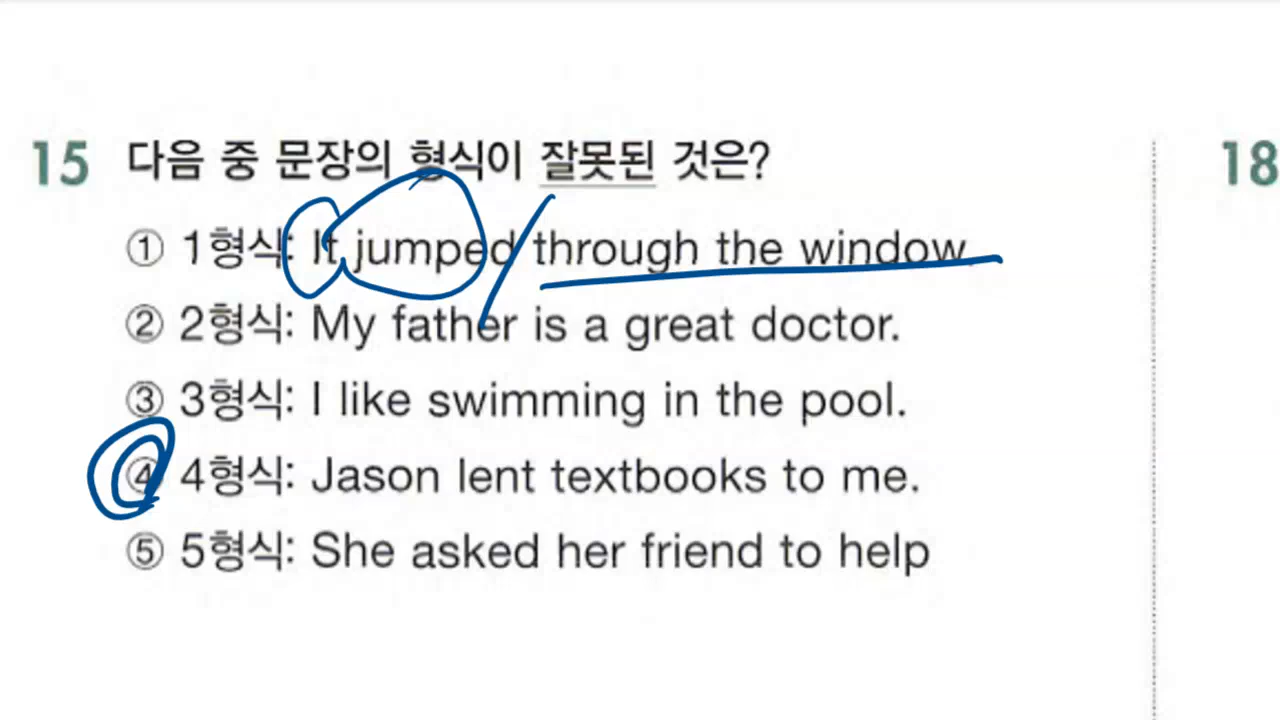 15 다음 중 문장의 형식이 잘못된 것은?
① 1형식: It jumped through the window.
② 2형식: My father is a great doctor.
③ 3형식: I like swimming in the pool.
④ 4형식: Jason lent textbooks to me.
⑤ 5형식: She asked her friend to help
18